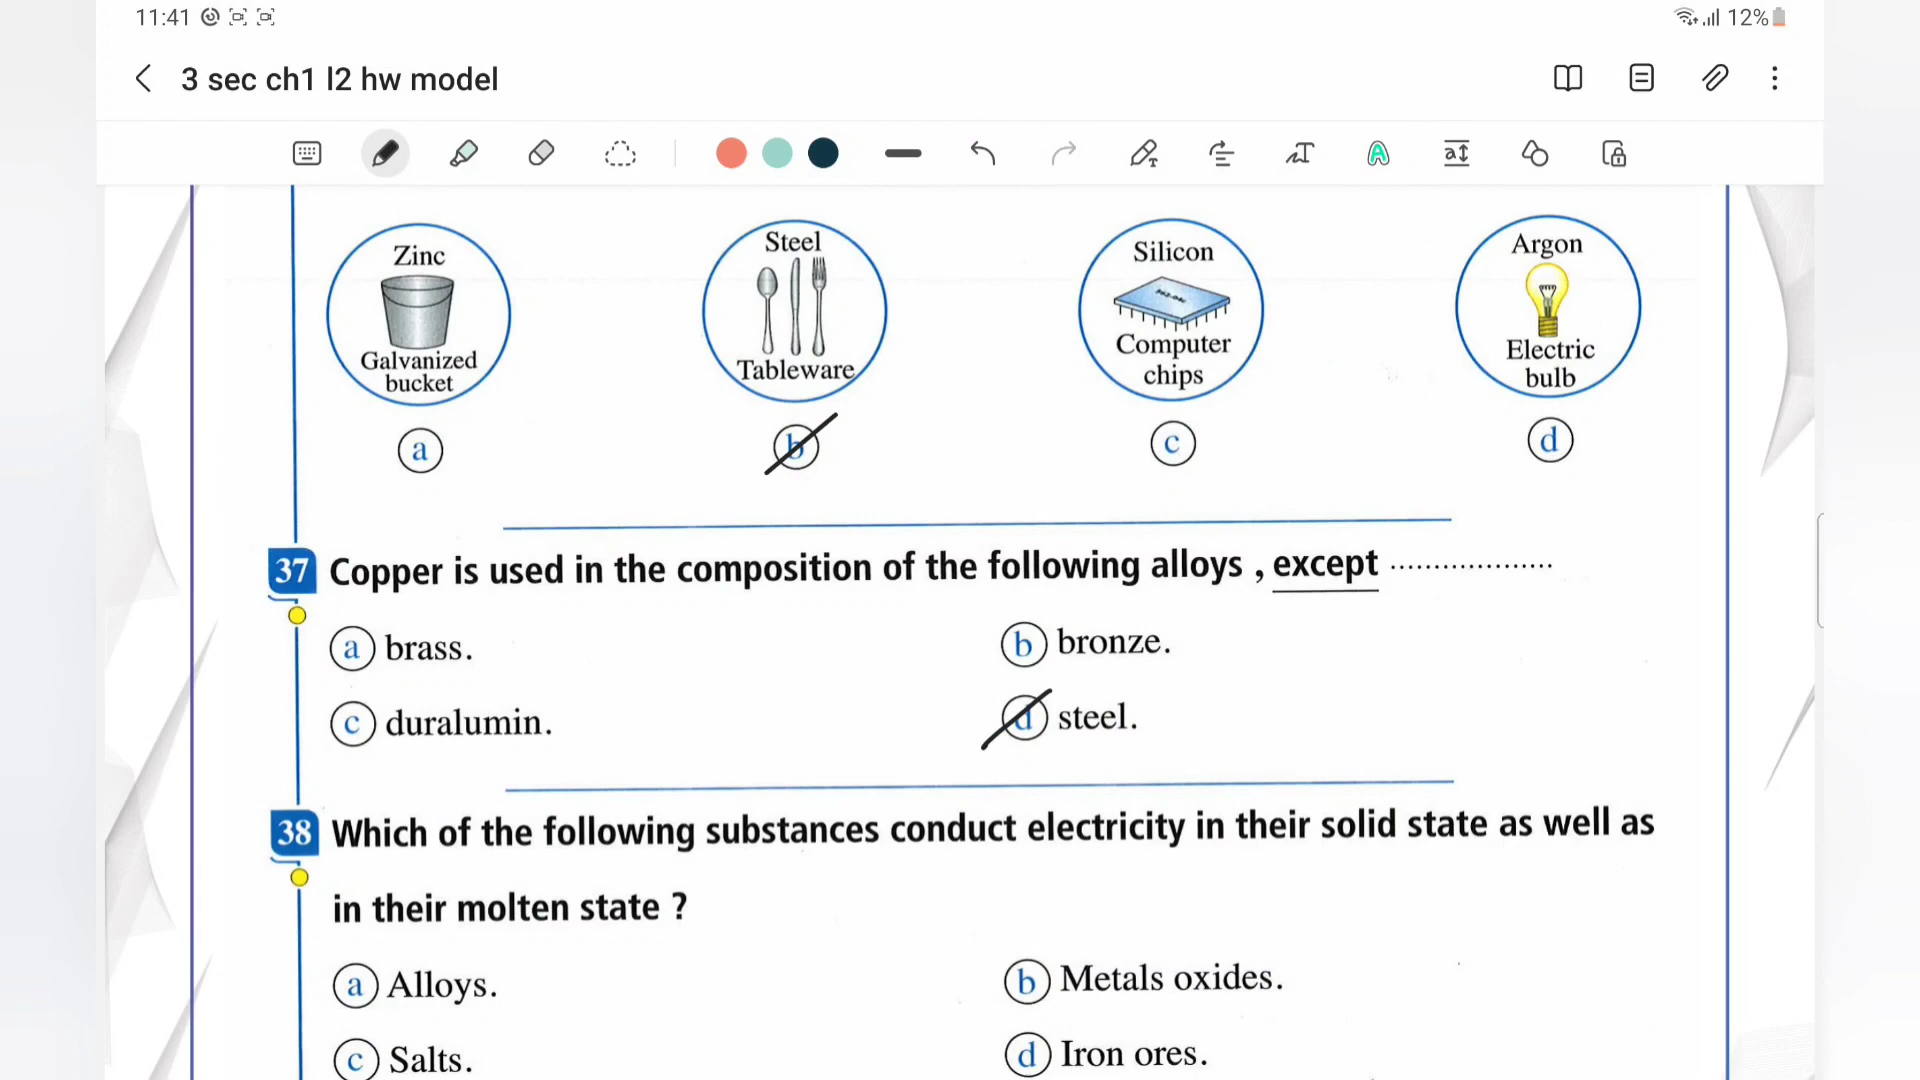 11:41 12%
3 sec ch1 l2 hw model
Zinc
Galvanized
bucket
Steel
Tableware
Silicon
Computer
chips
Argon
Electric
bulb
a b c d
37 Copper is used in the composition of the following alloys , except ...................
a brass. b bronze.
c duralumin. d steel.
38 Which of the following substances conduct electricity in their solid state as well as
in their molten state ?
a Alloys. b Metals oxides.
c Salts. d Iron ores.